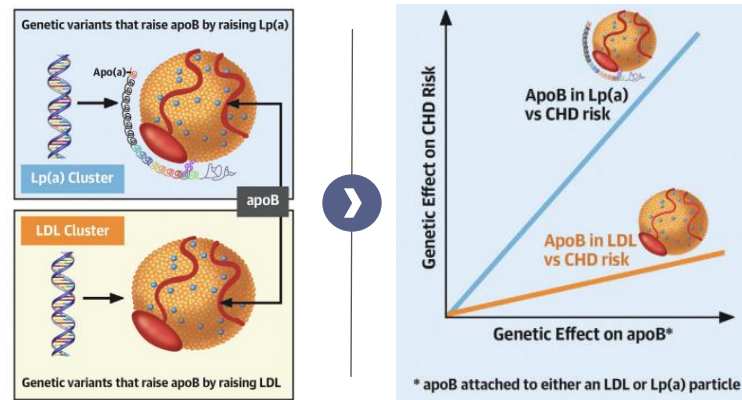 Genetic variants that raise apoB by raising Lp(a)
Apo(a)
Lp(a) Cluster
apoB
LDL Cluster
Genetic variants that raise apoB by raising LDL
Genetic Effect on CHD Risk
ApoB in Lp(a)
vs CHD risk
ApoB in LDL
vs CHD risk
Genetic Effect on apoB*
* apoB attached to either an LDL or Lp(a) particle